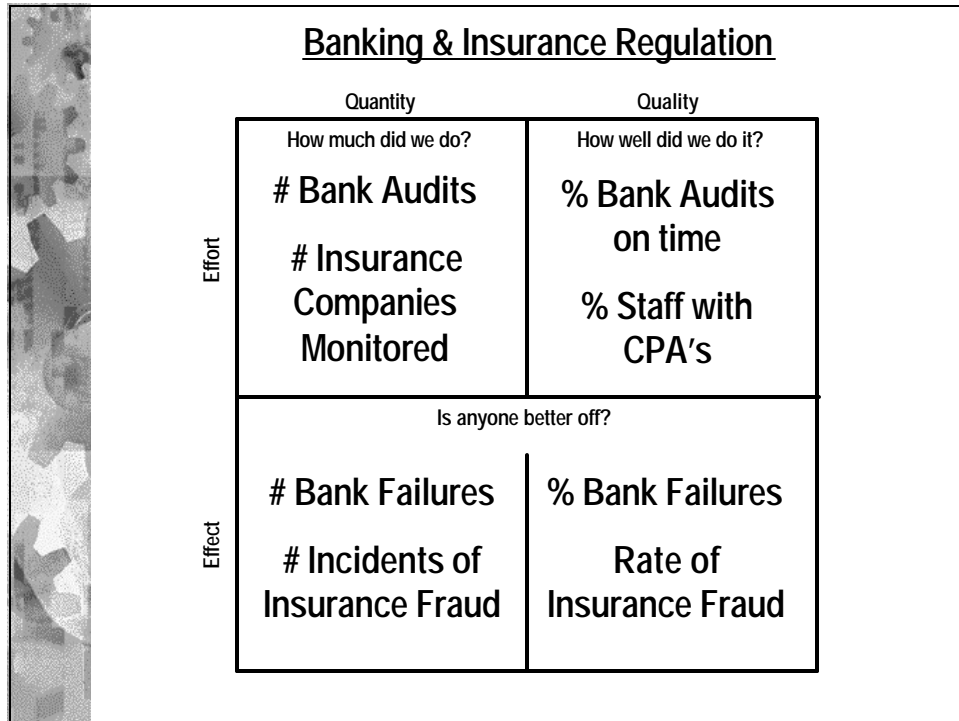 Banking & Insurance Regulation
Quantity
Quality
Effort
How much did we do?
# Bank Audits
# Insurance
Companies
Monitored
How well did we do it?
% Bank Audits
on time
% Staff with
CPA's
Is anyone better off?
Effect
# Bank Failures
# Incidents of
Insurance Fraud
% Bank Failures
Rate of
Insurance Fraud